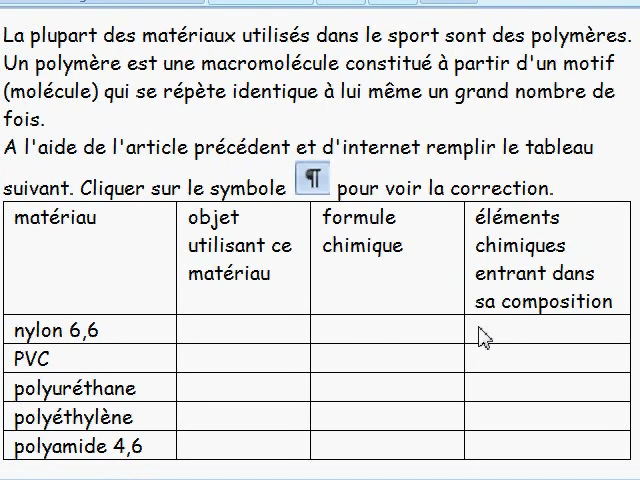 La plupart des matériaux utilisés dans le sport sont des polymères.
Un polymère est une macromolécule constitué à partir d'un motif
(molécule) qui se répète identique à lui même un grand nombre de
fois.
A l'aide de l'article précédent et d'internet remplir le tableau
suivant. Cliquer sur le symbole ¶ pour voir la correction.
matériau
objet
utilisant ce
matériau
formule
chimique
éléments
chimiques
entrant dans
sa composition
nylon 6,6
PVC
polyuréthane
polyéthylène
polyamide 4,6